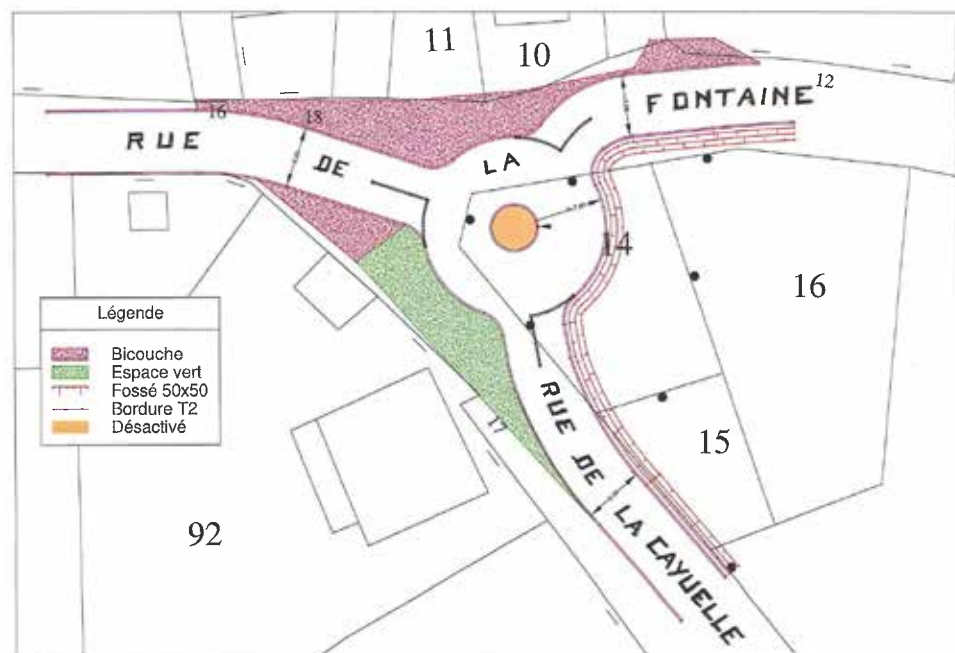 11
10
12
16
18
RUE DE LA FONTAINE
14
16
Légende
Bicouche
Espace vert
Fossé 50x50
Bordure T2
Désactivé
17
15
92
RUE DE LA CAYUELLE